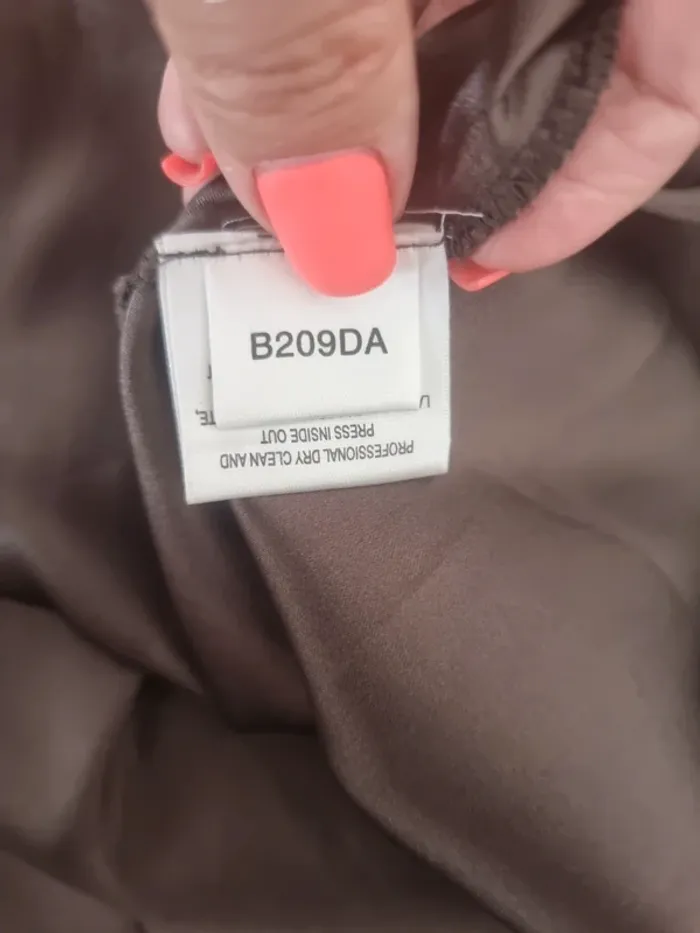 B209DA
PROFESSIONAL DRY CLEAN AND
PRESS INSIDE OUT